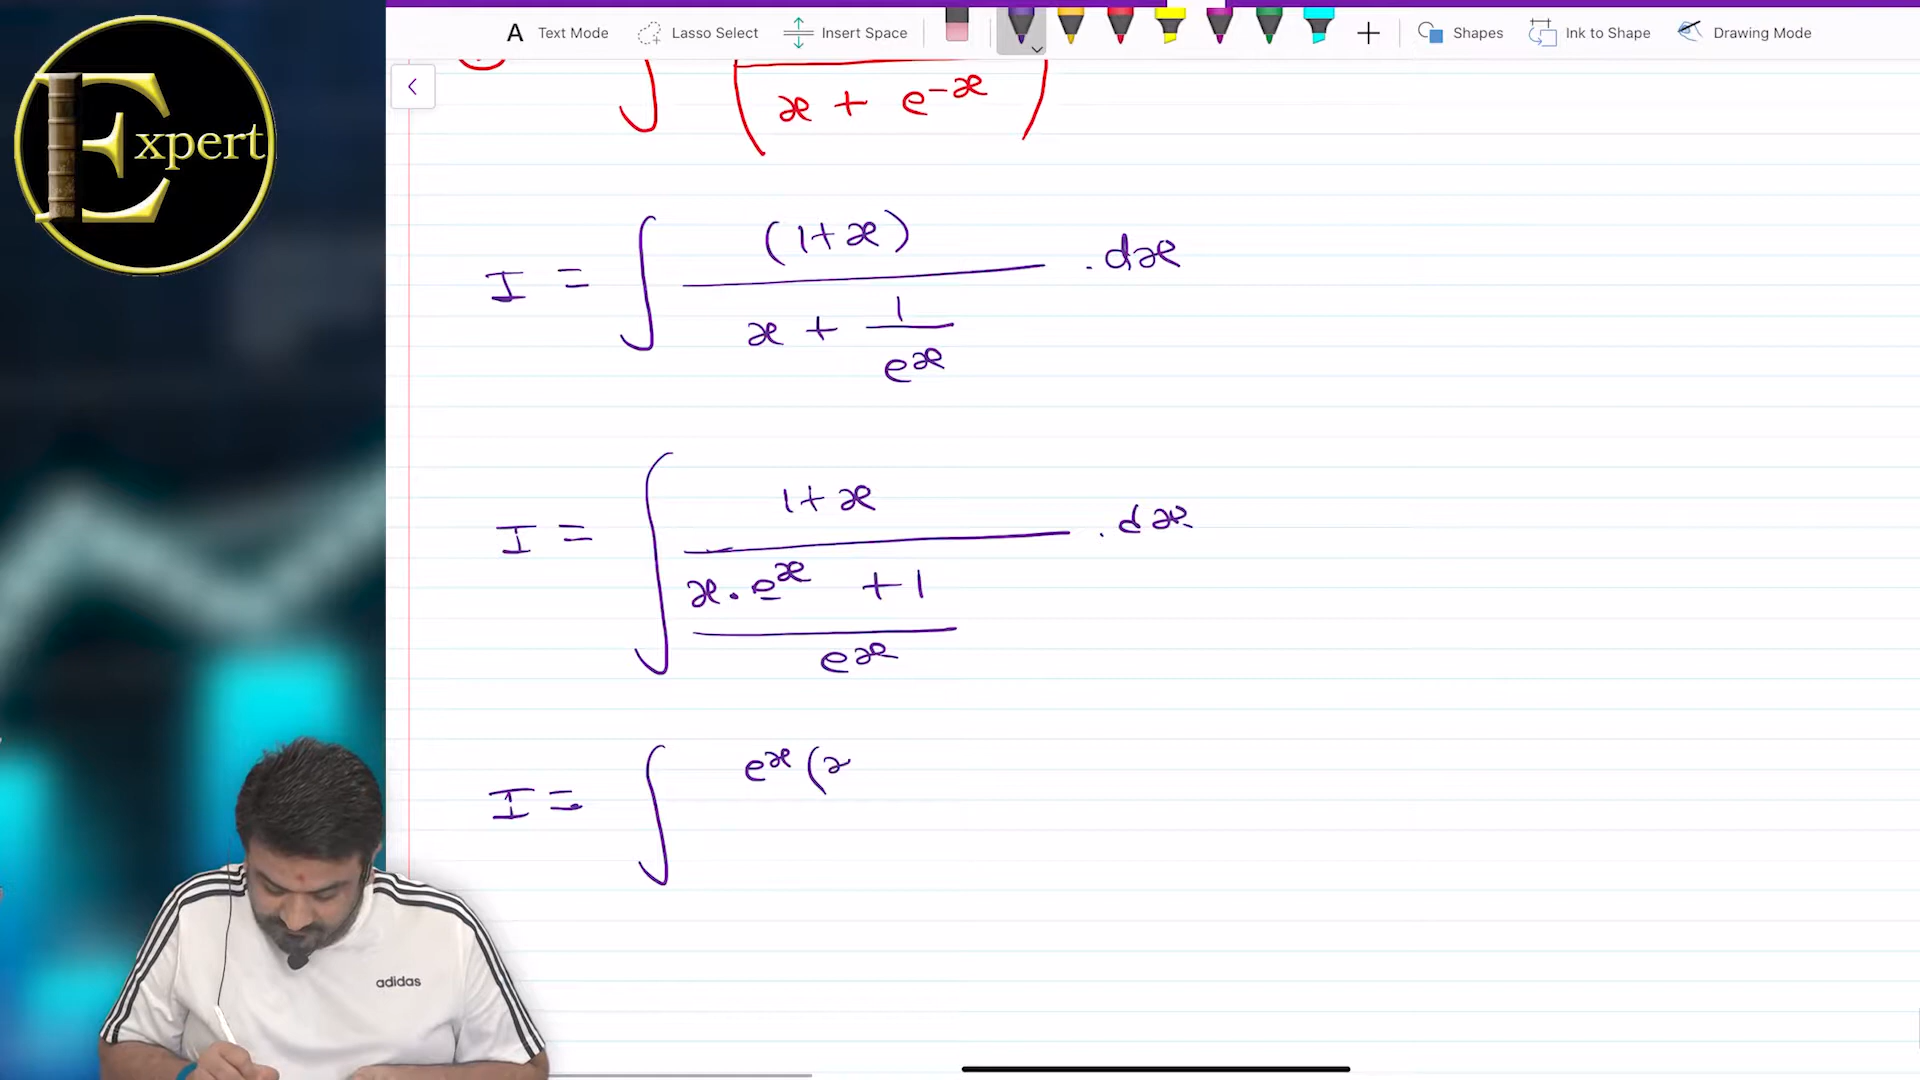 A Text Mode Lasso Select Insert Space Shapes Ink to Shape Drawing Mode
Expert
x + e^-x
I = ∫ (1+x) / (x + 1/e^x) . dx
I = ∫ 1+x / ((x . e^x + 1) / e^x) . dx
I = ∫ e^x (x
adidas